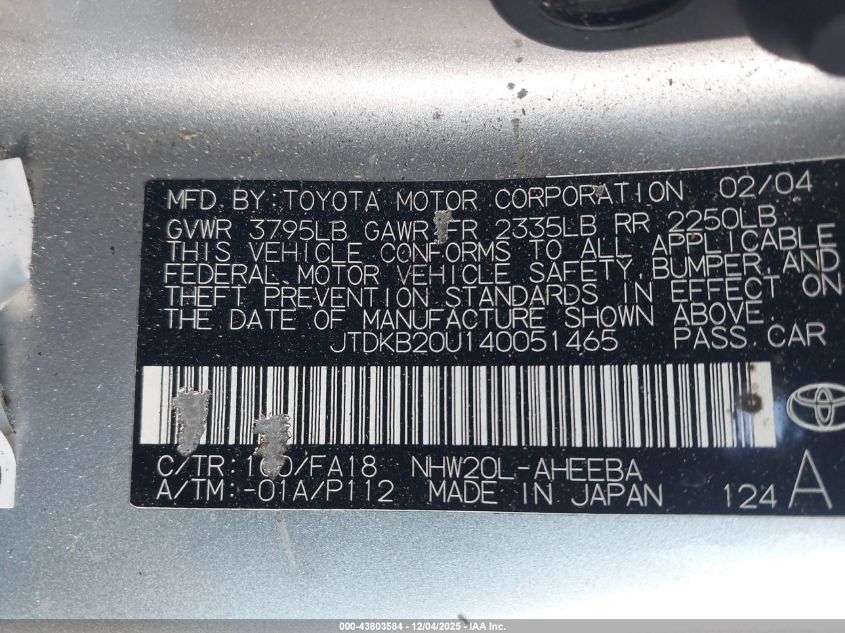 MFD. BY: TOYOTA MOTOR CORPORATION 02/04
GVWR 3795LB GAWR FR 2335LB RR 2250LB
THIS VEHICLE CONFORMS TO ALL APPLICABLE
FEDERAL MOTOR VEHICLE SAFETY, BUMPER, AND
THEFT PREVENTION STANDARDS IN EFFECT ON
THE DATE OF MANUFACTURE SHOWN ABOVE.
JTDKB20U140051465 PASS. CAR
C/TR: /FA18 NHW20L-AHEEBA
A/TM: -01A/P112 MADE IN JAPAN 124 A
000-43803584 - 12/04/2025 - IAA Inc.